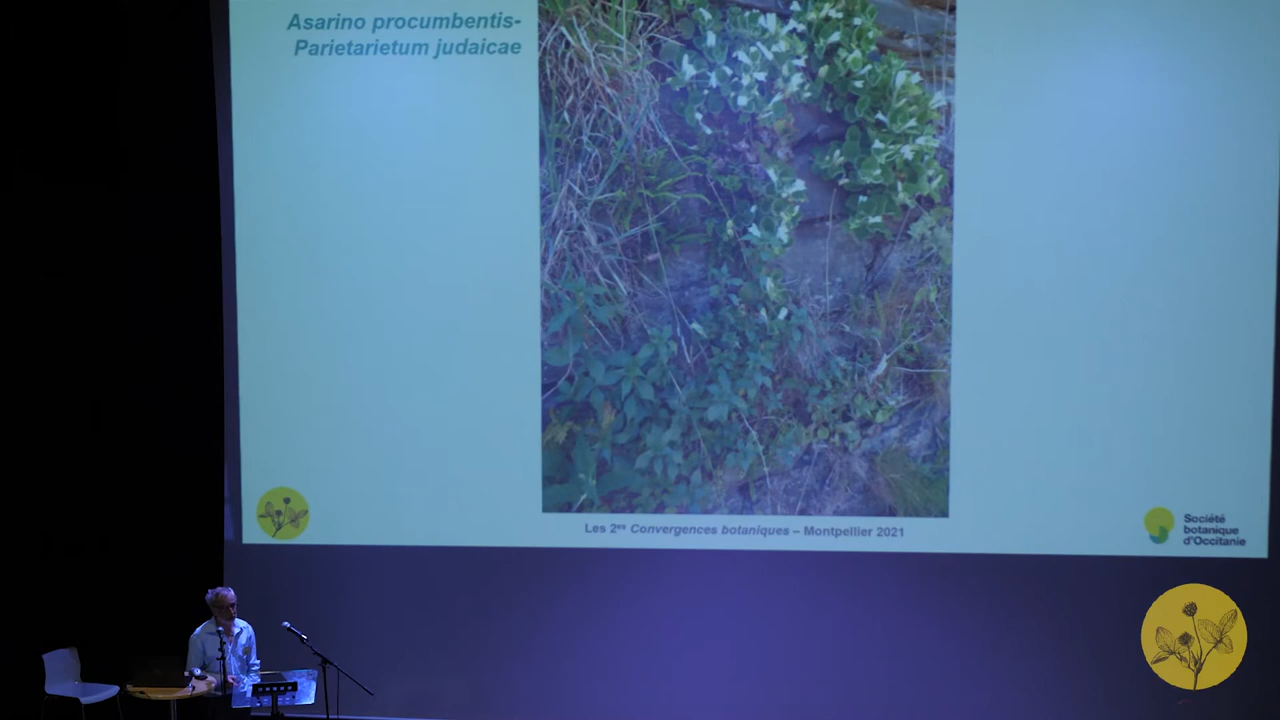 Asarino procumbentis-
Parietarietum judaicae
Les 2es Convergences botaniques – Montpellier 2021
Société
botanique
d'Occitanie